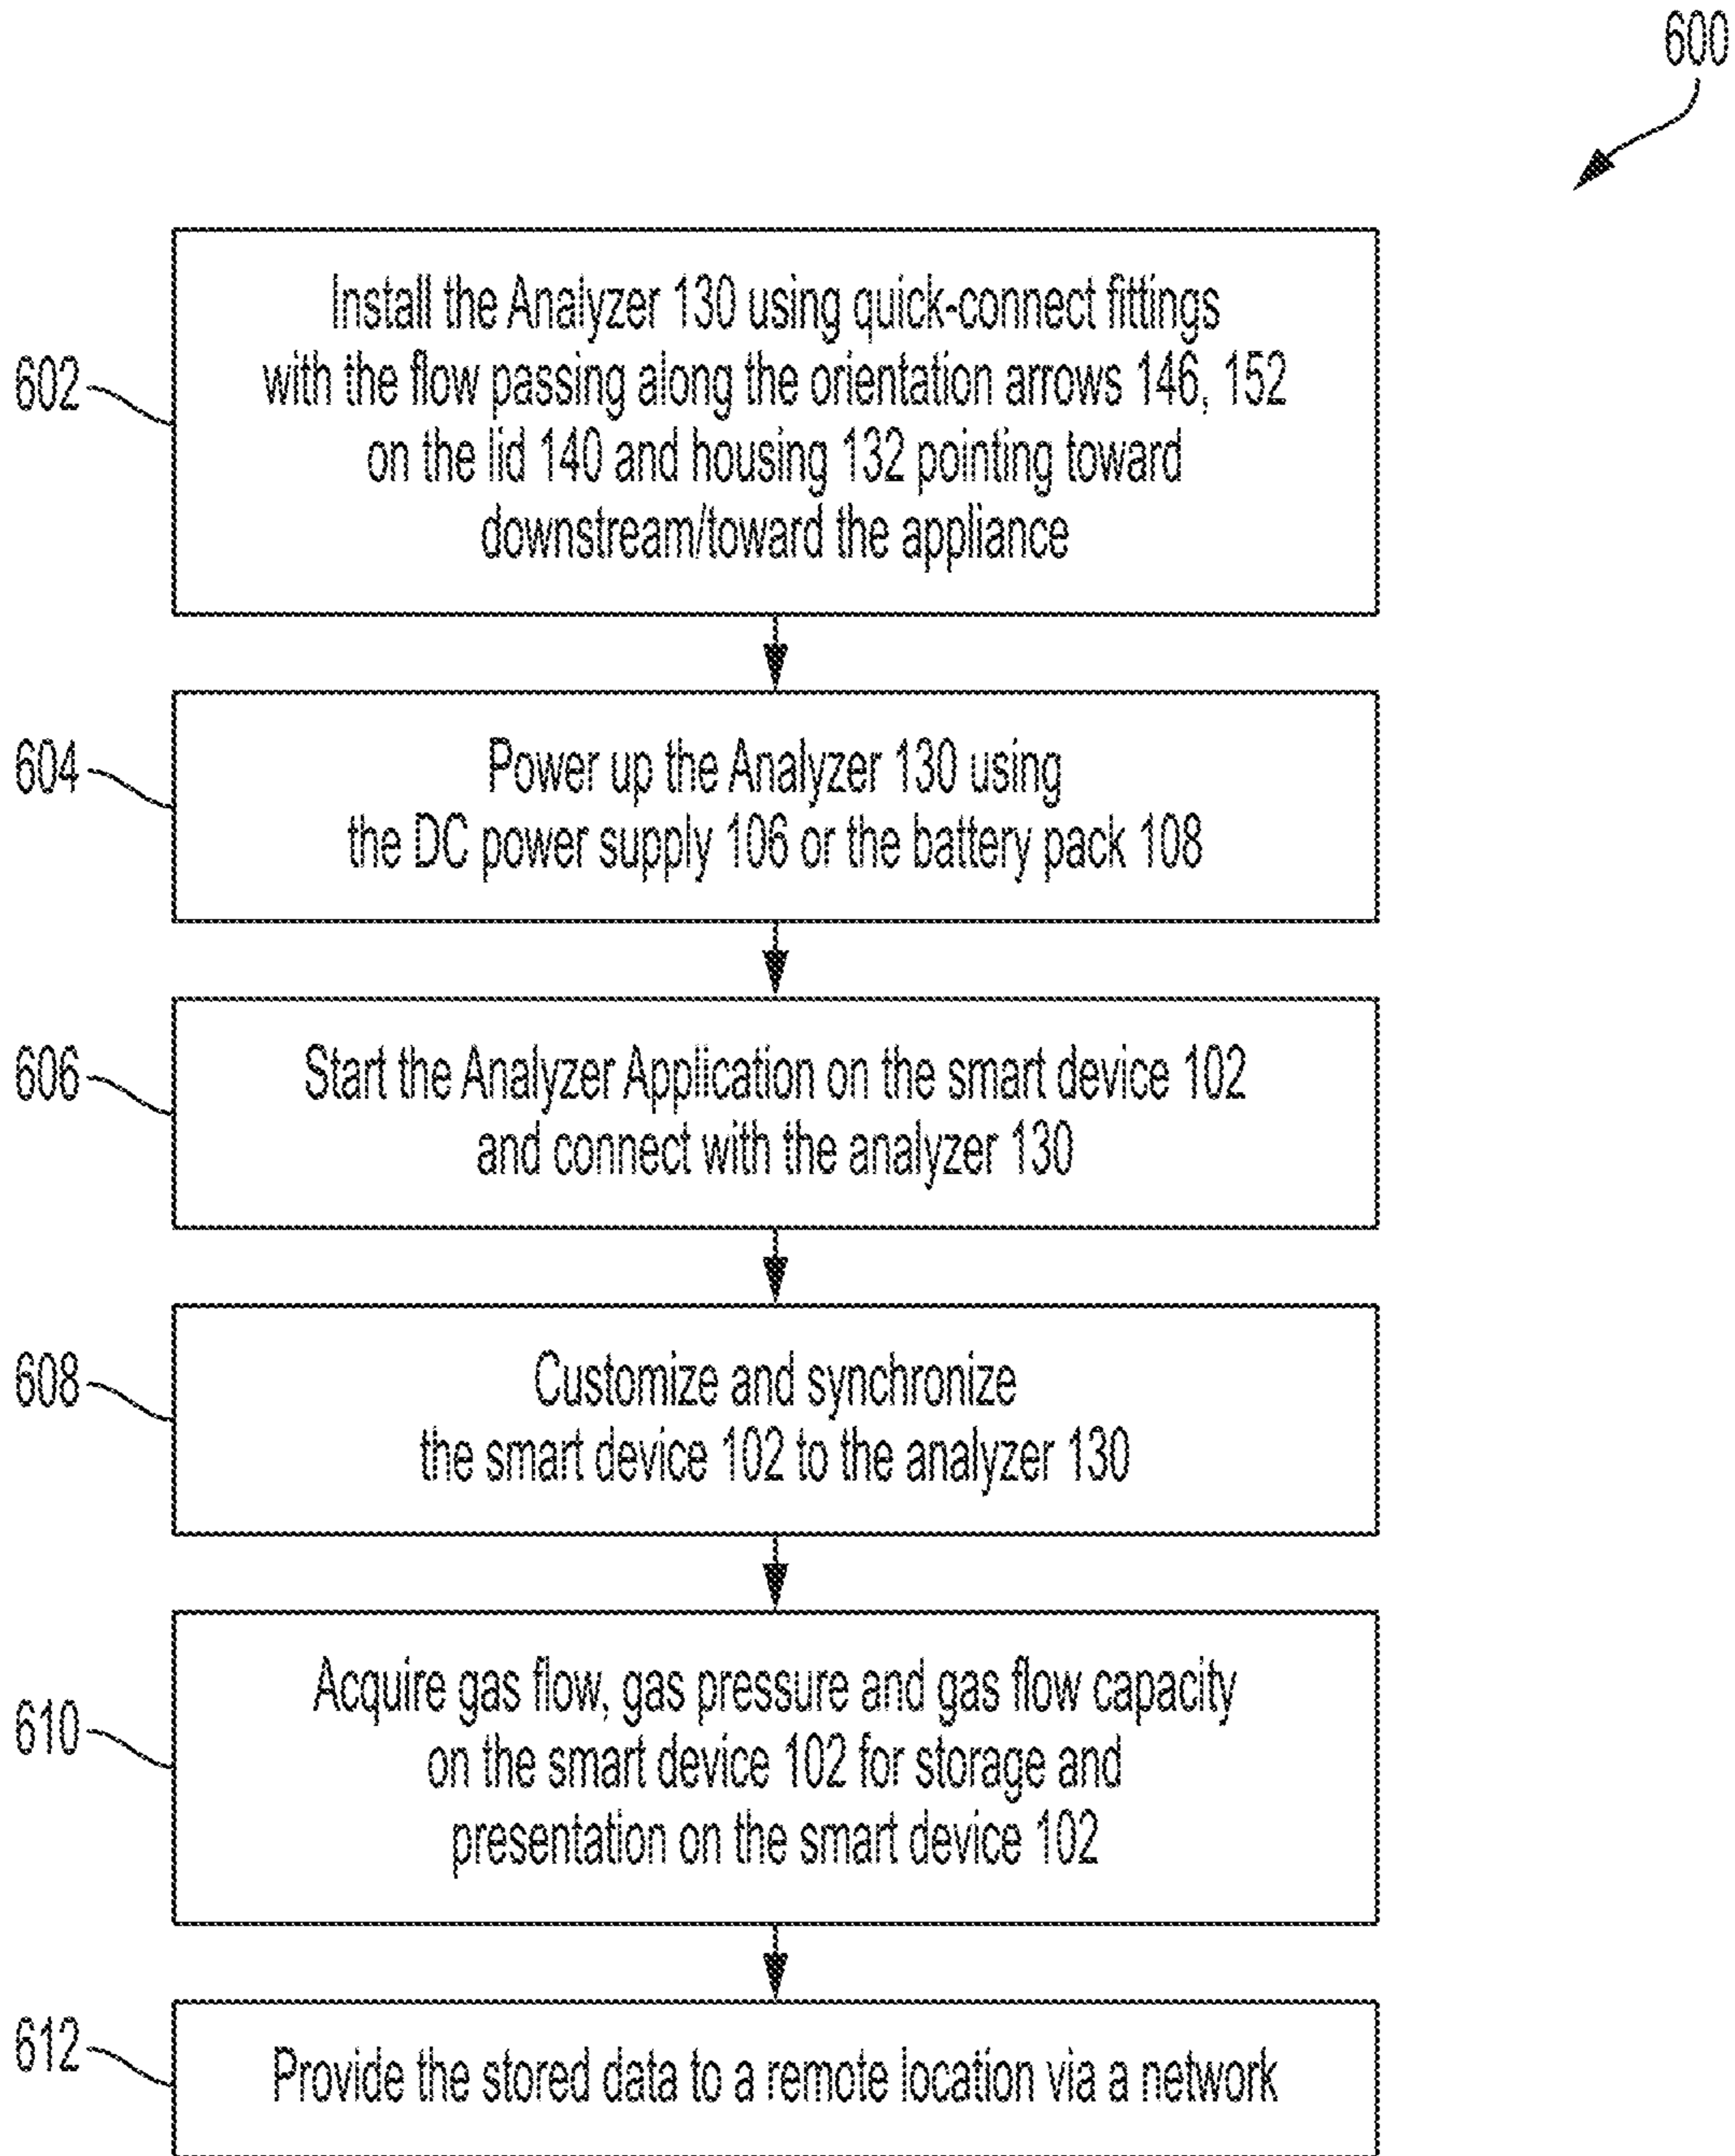 600
602
Install the Analyzer 130 using quick-connect fittings
with the flow passing along the orientation arrows 146, 152
on the lid 140 and housing 132 pointing toward
downstream/toward the appliance
604
Power up the Analyzer 130 using
the DC power supply 106 or the battery pack 108
606
Start the Analyzer Application on the smart device 102
and connect with the analyzer 130
608
Customize and synchronize
the smart device 102 to the analyzer 130
610
Acquire gas flow, gas pressure and gas flow capacity
on the smart device 102 for storage and
presentation on the smart device 102
612
Provide the stored data to a remote location via a network